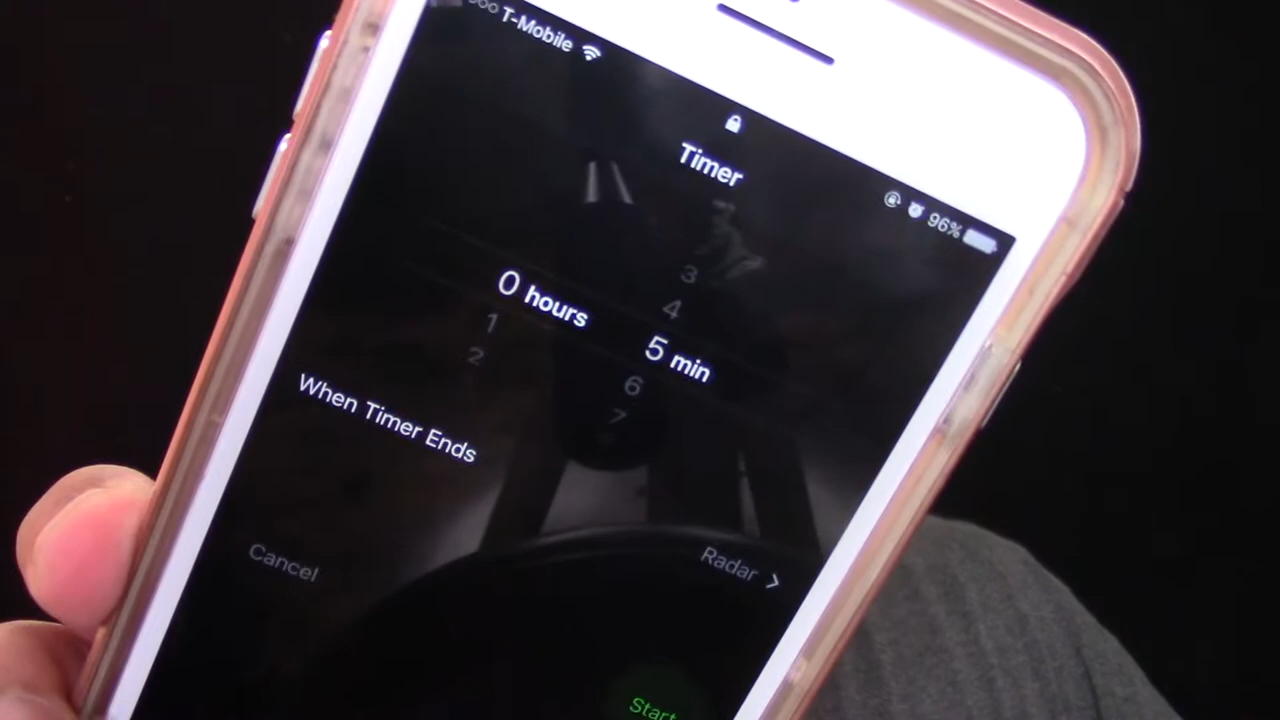 T-Mobile
96%
Timer
3
4
0 hours
5 min
1
6
2
7
When Timer Ends
Radar >
Cancel
Start